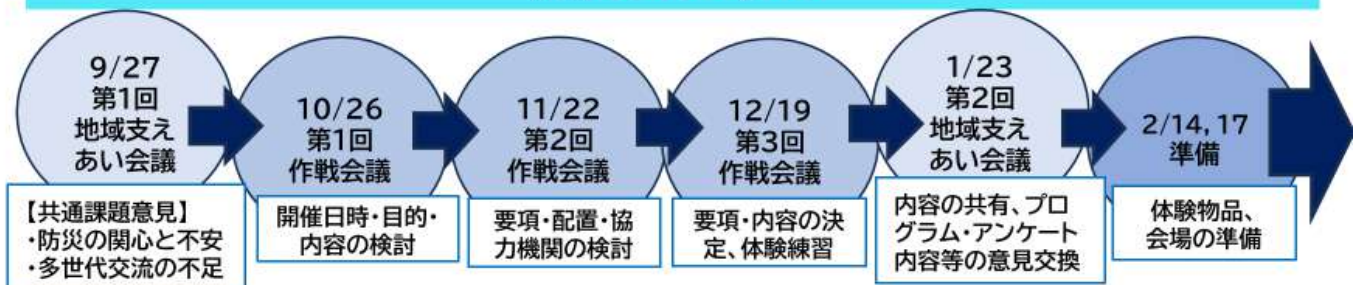 9/27
第1回
地域支え
あい会議
【共通課題意見】
・防災の関心と不安
・多世代交流の不足
10/26
第1回
作戦会議
開催日時・目的・
内容の検討
11/22
第2回
作戦会議
要項・配置・協
力機関の検討
12/19
第3回
作戦会議
要項・内容の決
定、体験練習
1/23
第2回
地域支え
あい会議
内容の共有、プロ
グラム・アンケート
内容等の意見交換
2/14,17
準備
体験物品、
会場の準備